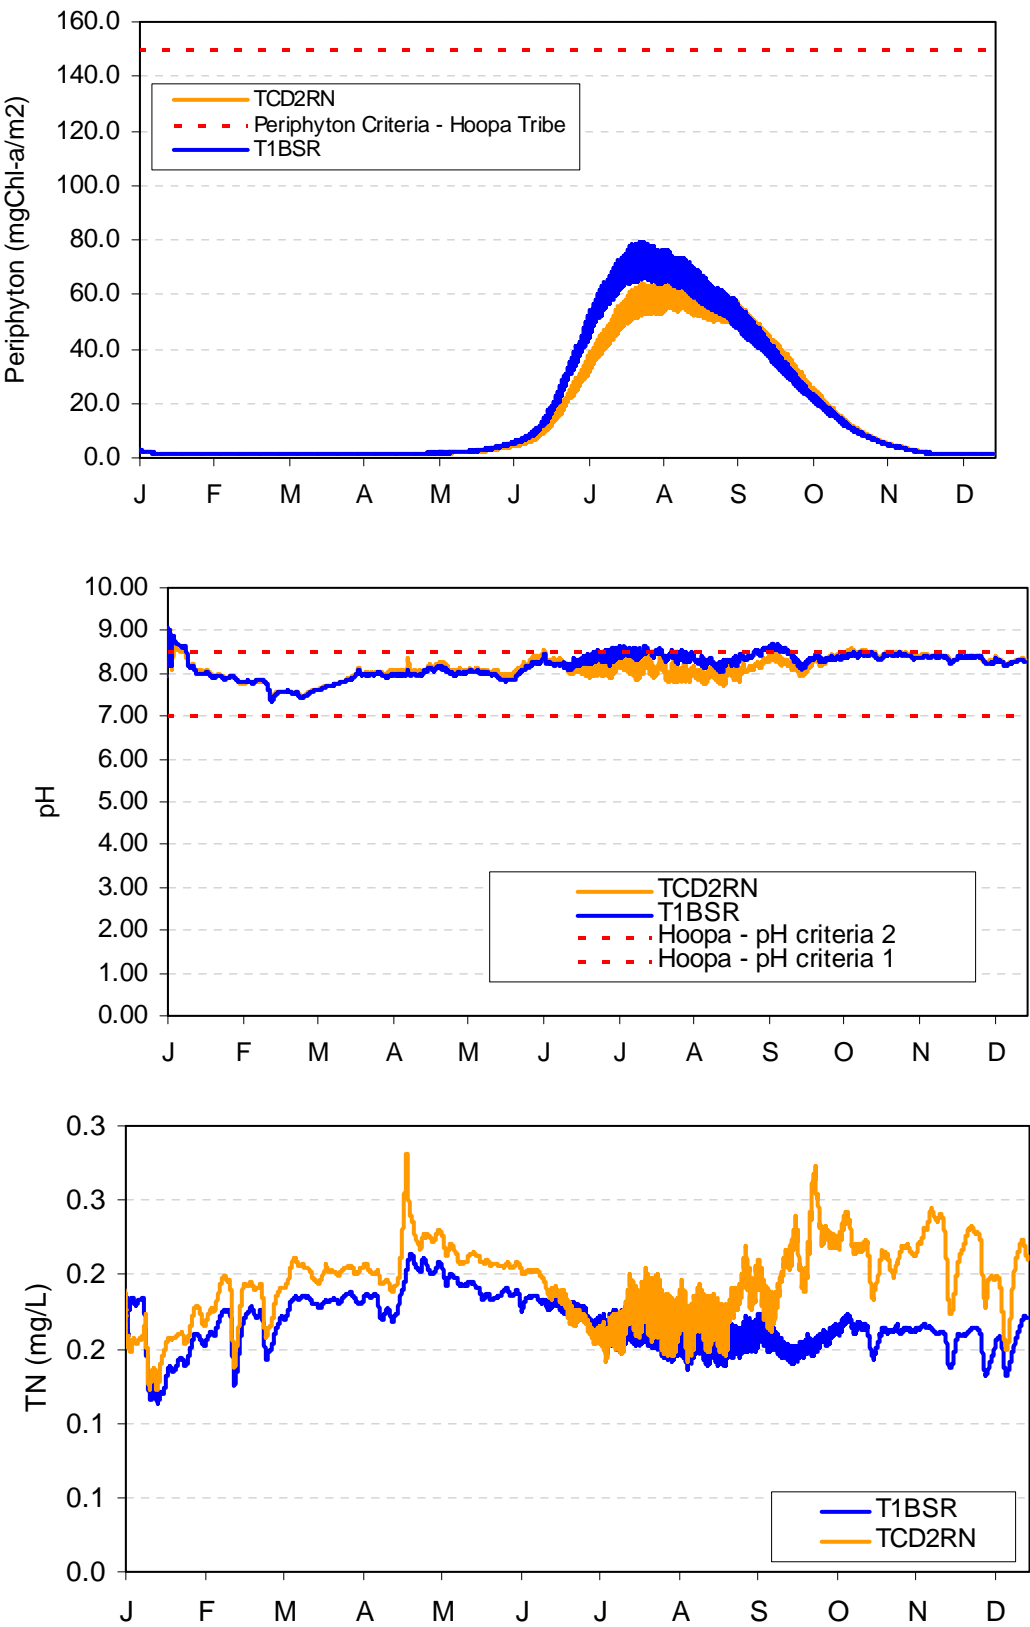 160.0
140.0
120.0
100.0
80.0
60.0
40.0
20.0
0.0
Periphyton (mgChl-a/m2)
TCD2RN
Periphyton Criteria - Hoopa Tribe
T1BSR
J F M A M J J A S O N D
10.00
9.00
8.00
7.00
6.00
5.00
4.00
3.00
2.00
1.00
0.00
pH
TCD2RN
T1BSR
Hoopa - pH criteria 2
Hoopa - pH criteria 1
J F M A M J J A S O N D
0.3
0.3
0.2
0.2
0.1
0.1
0.0
TN (mg/L)
T1BSR
TCD2RN
J F M A M J J A S O N D